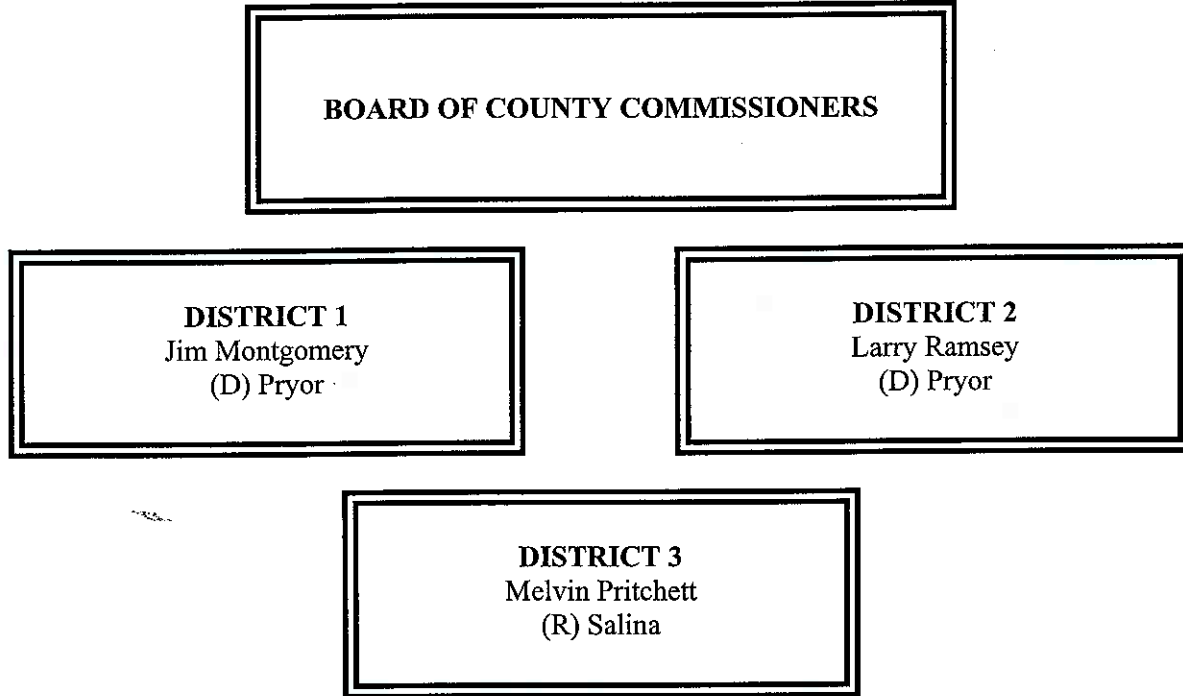 BOARD OF COUNTY COMMISSIONERS
DISTRICT 1
Jim Montgomery
(D) Pryor
DISTRICT 2
Larry Ramsey
(D) Pryor
DISTRICT 3
Melvin Pritchett
(R) Salina